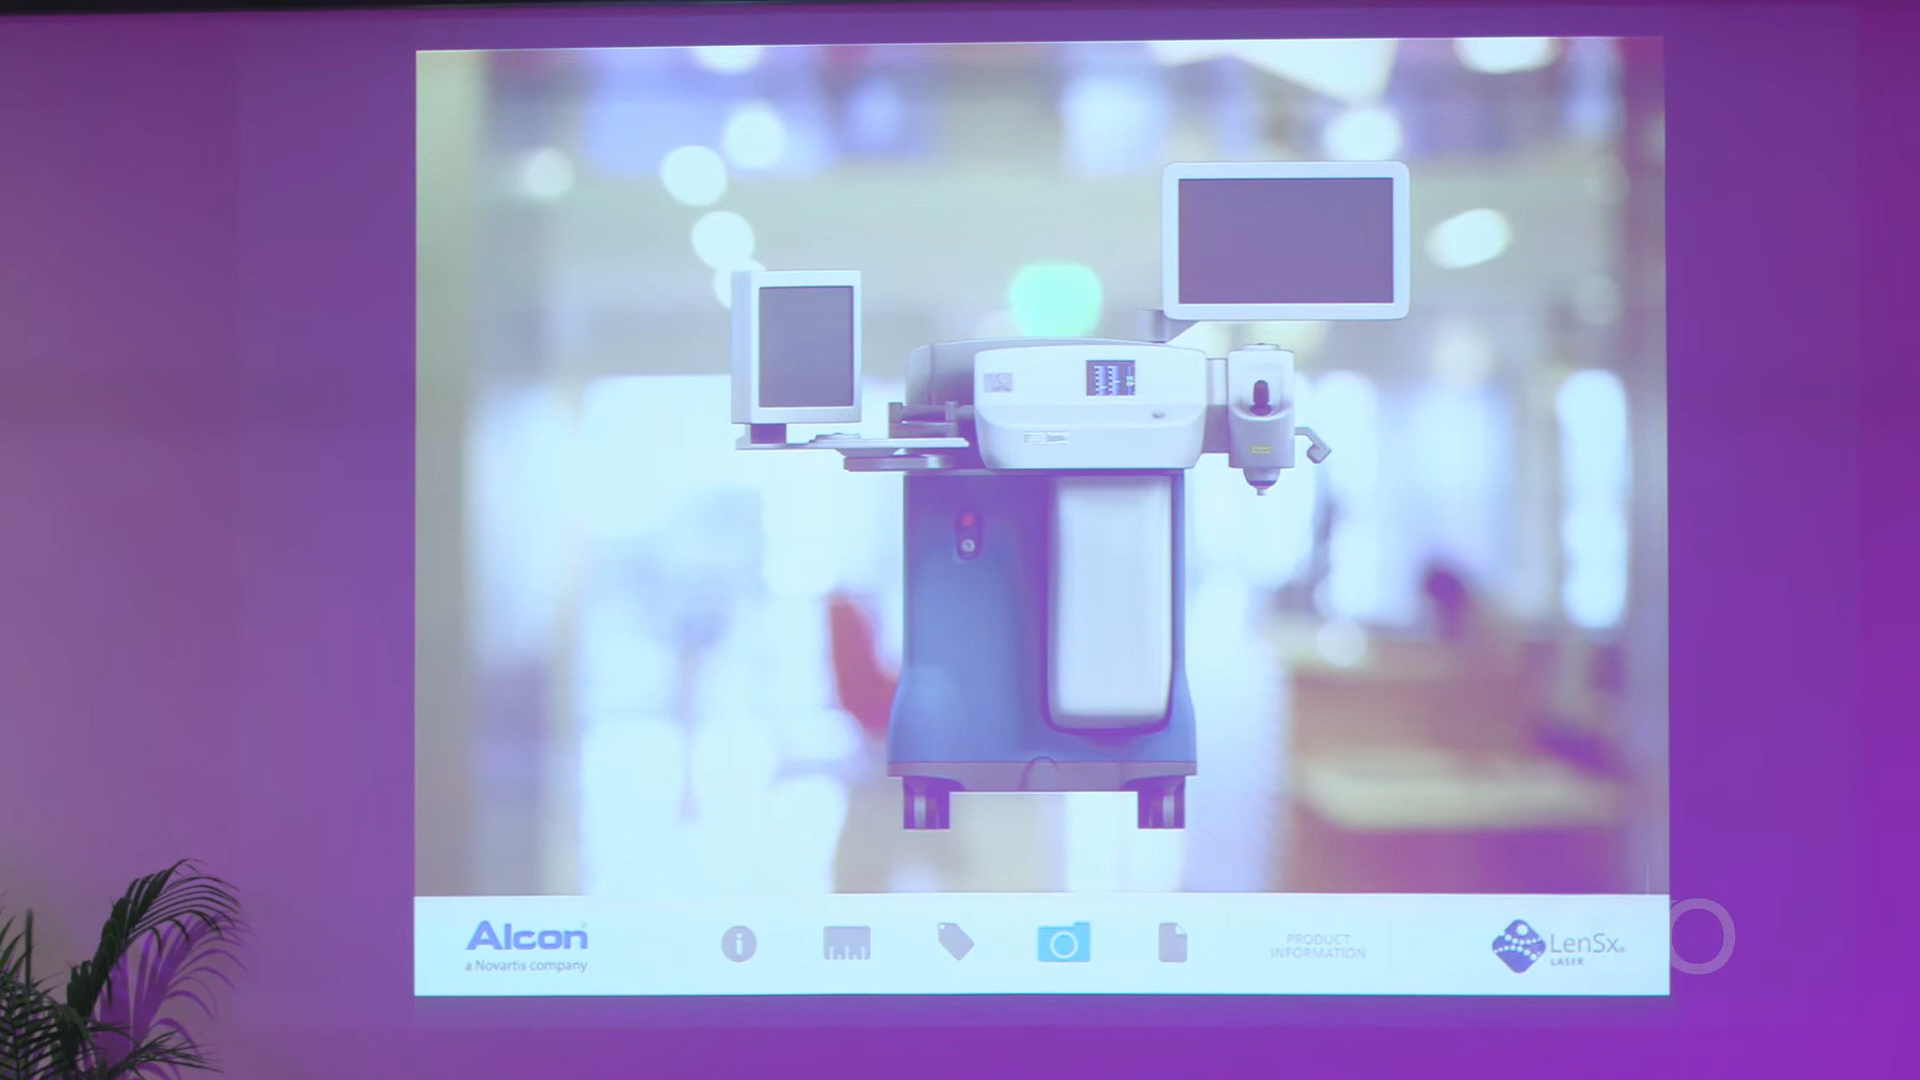 Alcon
a Novartis company
PRODUCT
INFORMATION
LenSx®
LASER